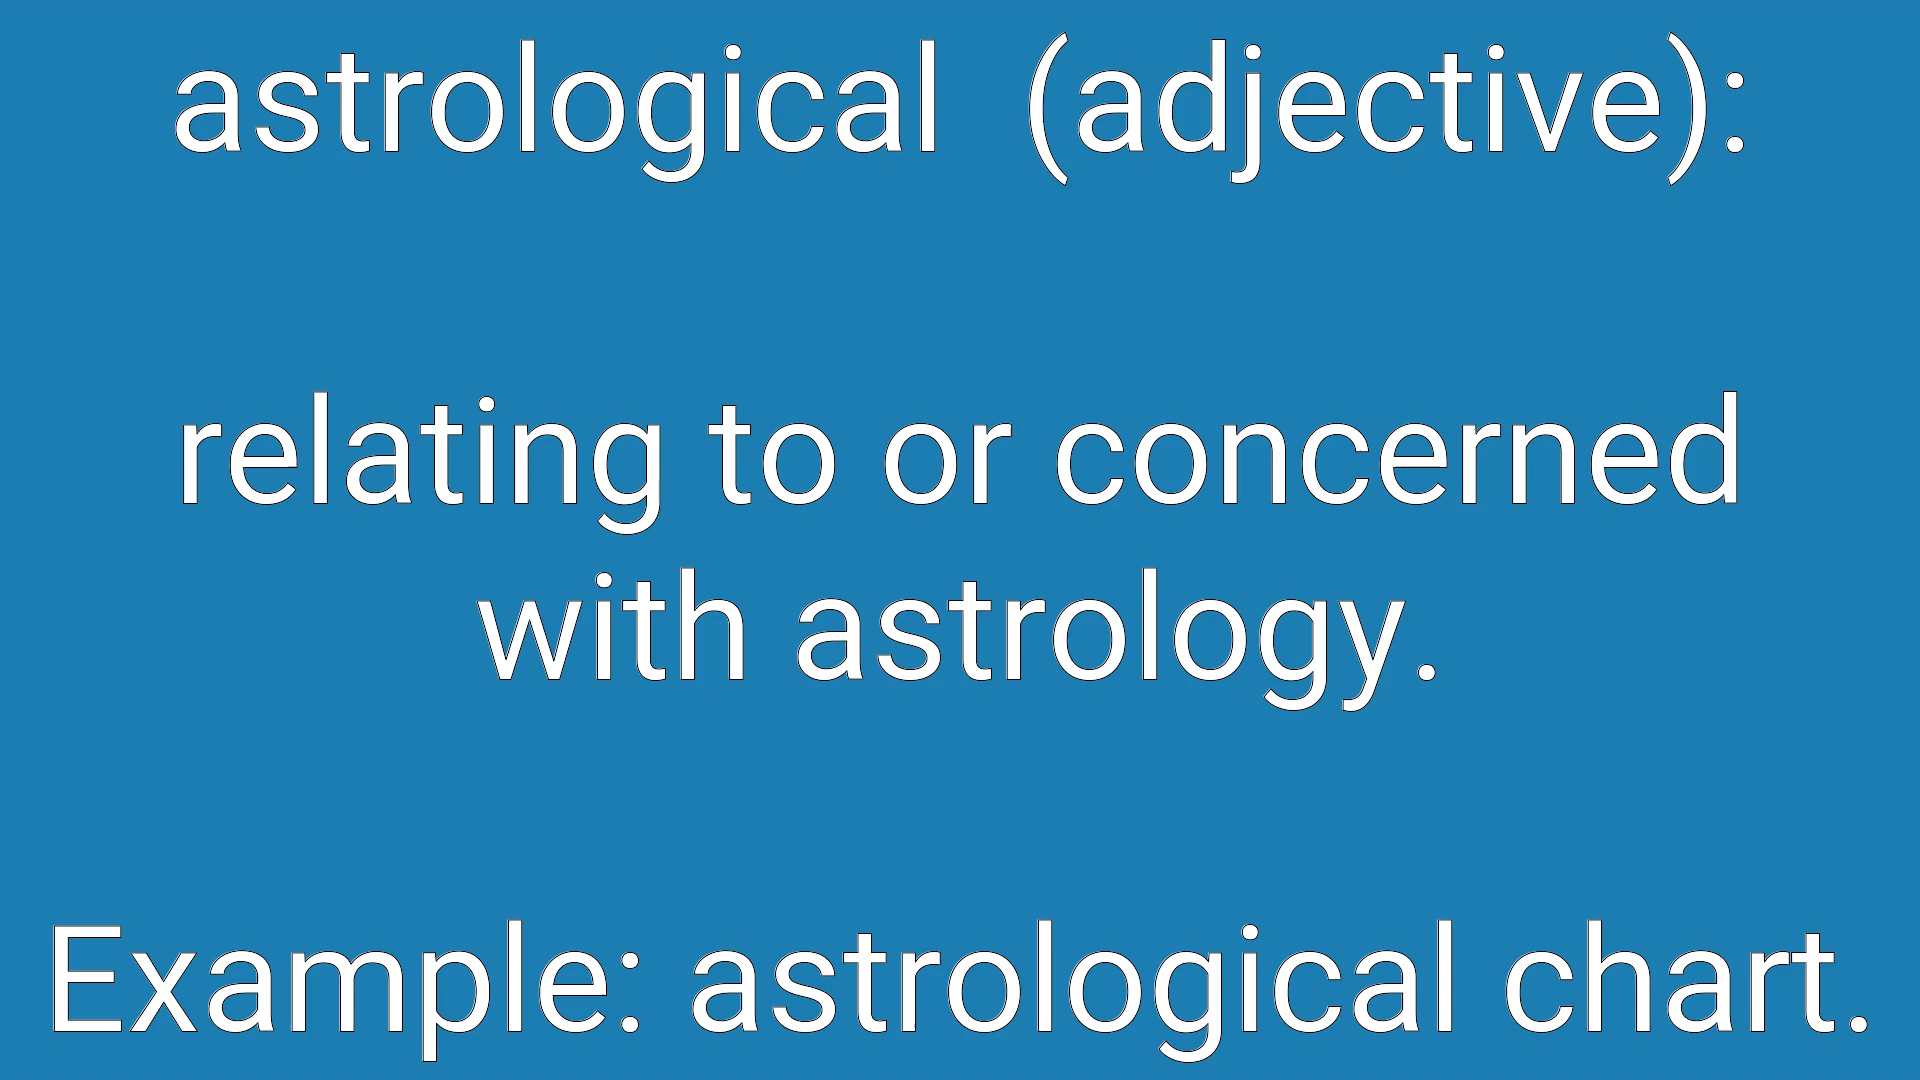 astrological (adjective):
relating to or concerned
with astrology.
Example: astrological chart.